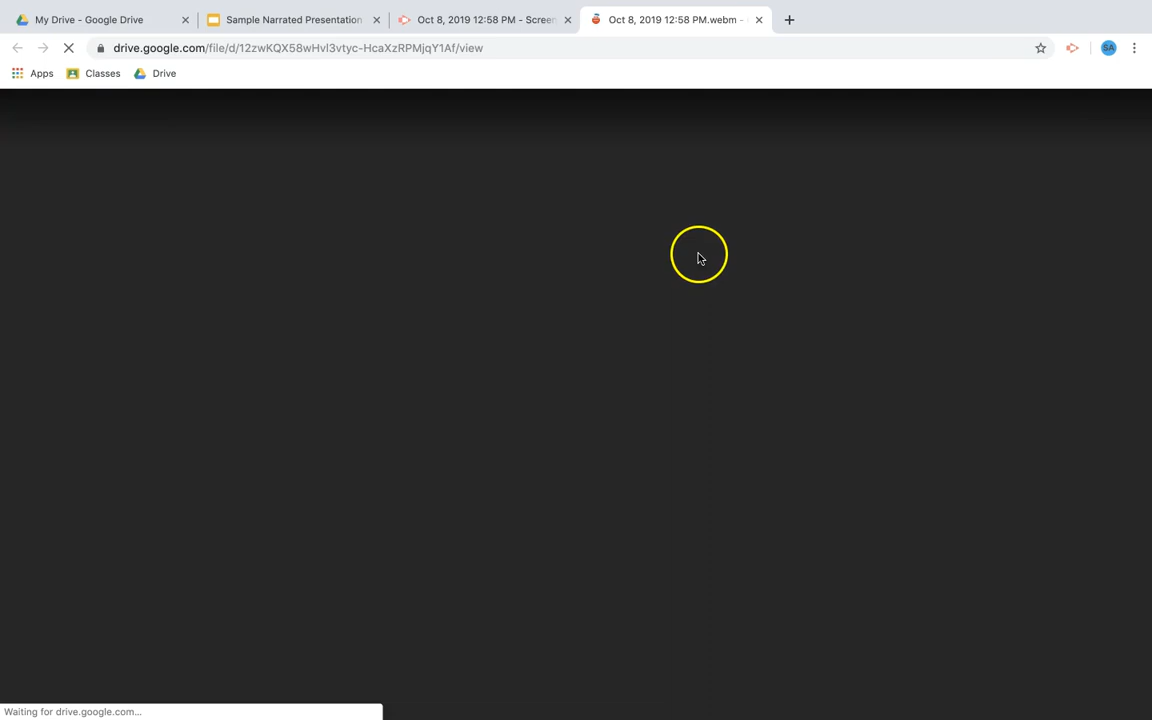 My Drive - Google Drive
Sample Narrated Presentation
Oct 8, 2019 12:58 PM - Screen
Oct 8, 2019 12:58 PM.webm -
drive.google.com/file/d/12zwKQX58wHvl3vtyc-HcaXzRPMjqY1Af/view
SA
Apps
Classes
Drive
Waiting for drive.google.com...